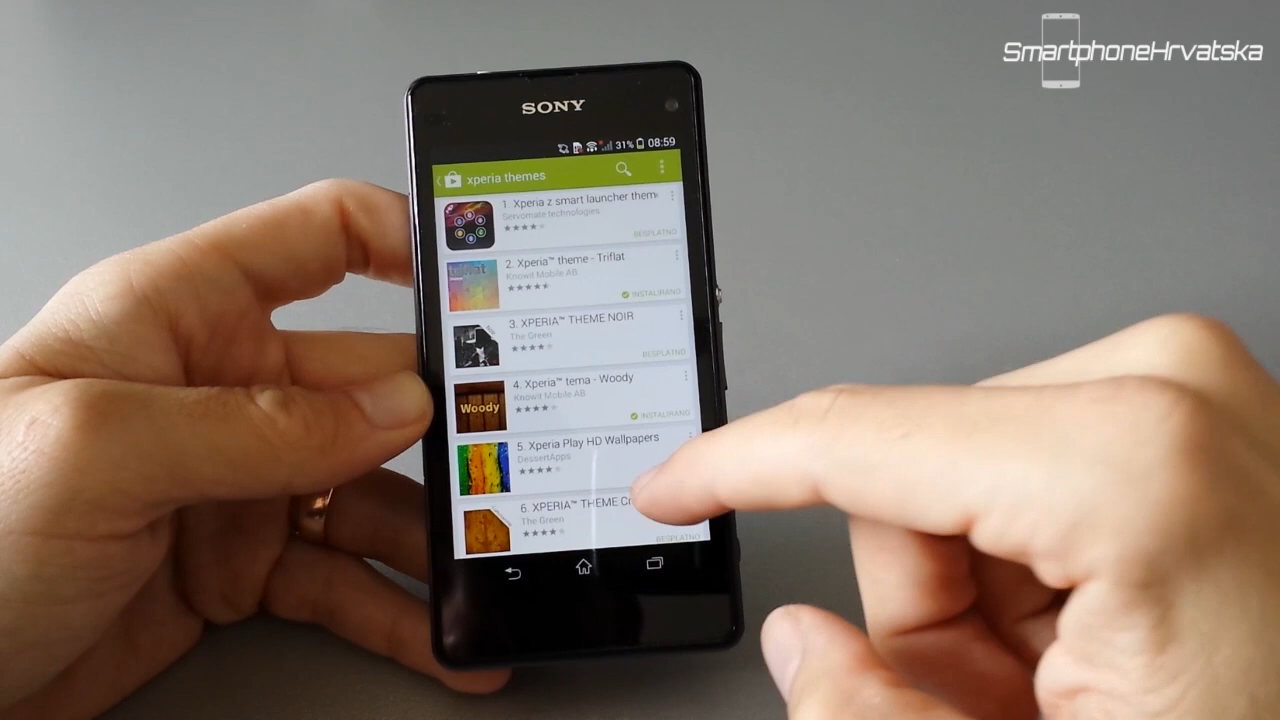 SmartphoneHrvatska
SONY
31% 08:59
xperia themes
1. Xperia z smart launcher them
Servomate technologies
BESPLATNO
2. Xperia™ theme - Triflat
Knowit Mobile AB
INSTALIRANO
3. XPERIA™ THEME NOIR
The Green
BESPLATNO
4. Xperia™ tema - Woody
Knowit Mobile AB
Woody
INSTALIRANO
5. Xperia Play HD Wallpapers
DessertApps
6. XPERIA™ THEME
The Green
BESPLATNO